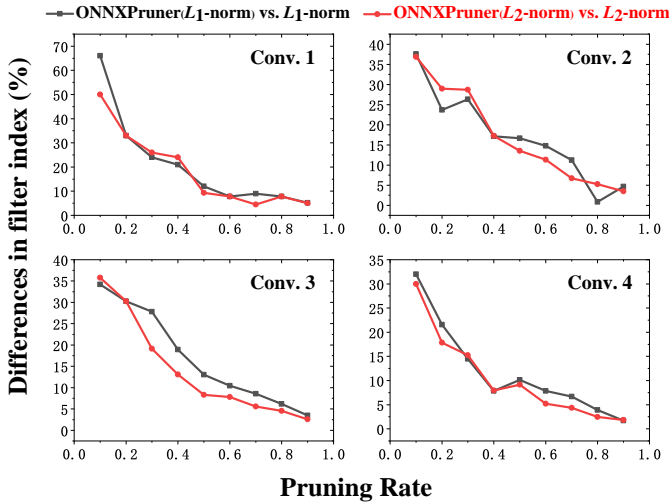 ONNXPruner(L1-norm) vs. L1-norm
ONNXPruner(L2-norm) vs. L2-norm
Differences in filter index (%)
Conv. 1
70
60
50
40
30
20
10
0
0.0 0.2 0.4 0.6 0.8 1.0
Conv. 2
40
35
30
25
20
15
10
5
0
0.0 0.2 0.4 0.6 0.8 1.0
Conv. 3
40
35
30
25
20
15
10
5
0
0.0 0.2 0.4 0.6 0.8 1.0
Conv. 4
35
30
25
20
15
10
5
0
0.0 0.2 0.4 0.6 0.8 1.0
Pruning Rate